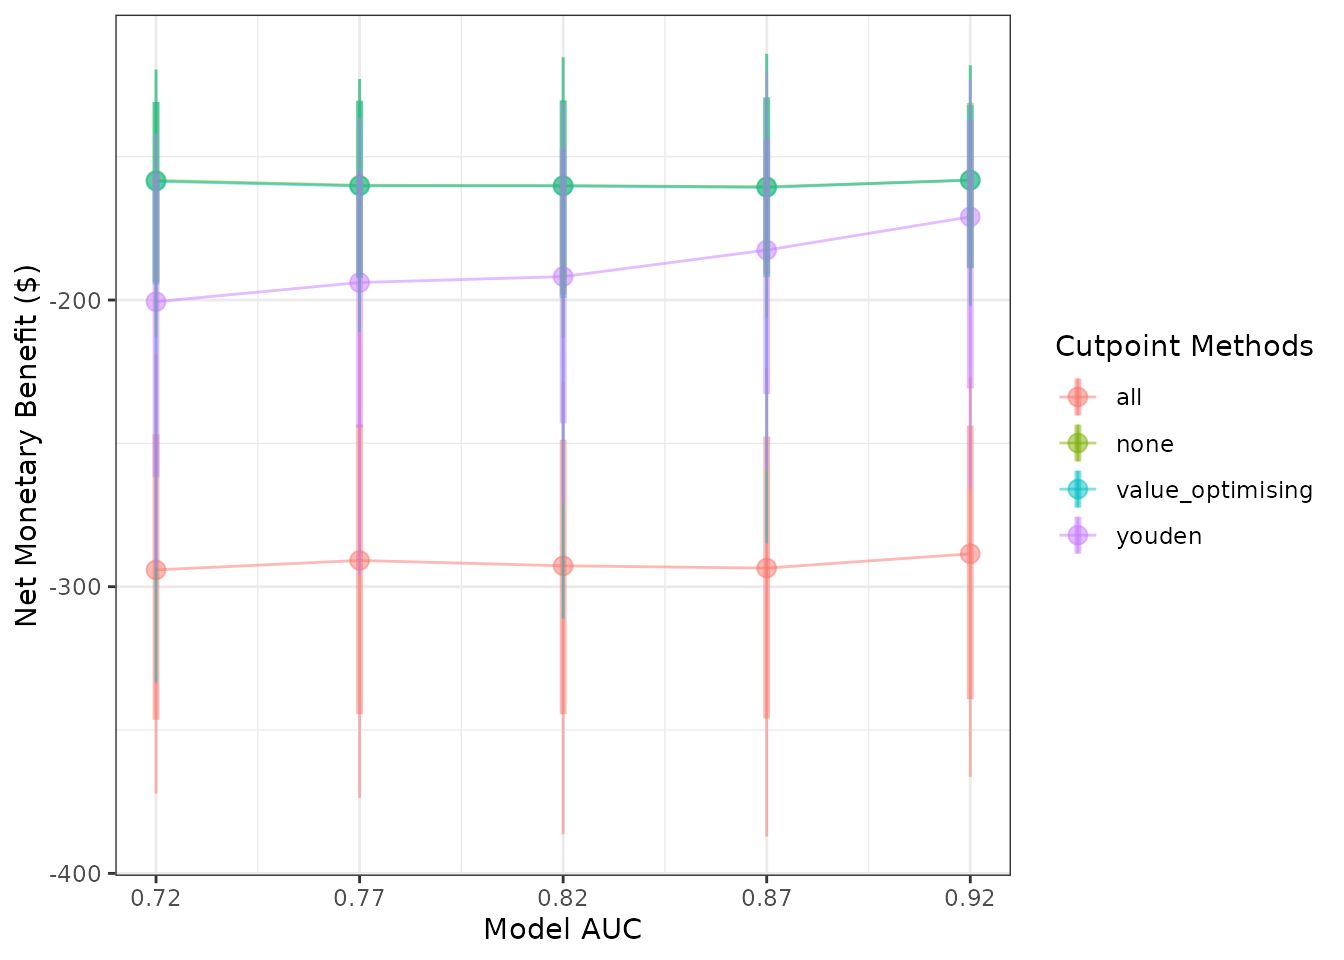 Net Monetary Benefit ($)
-200
-300
-400
0.72 0.77 0.82 0.87 0.92
Model AUC
Cutpoint Methods
all
none
value_optimising
youden